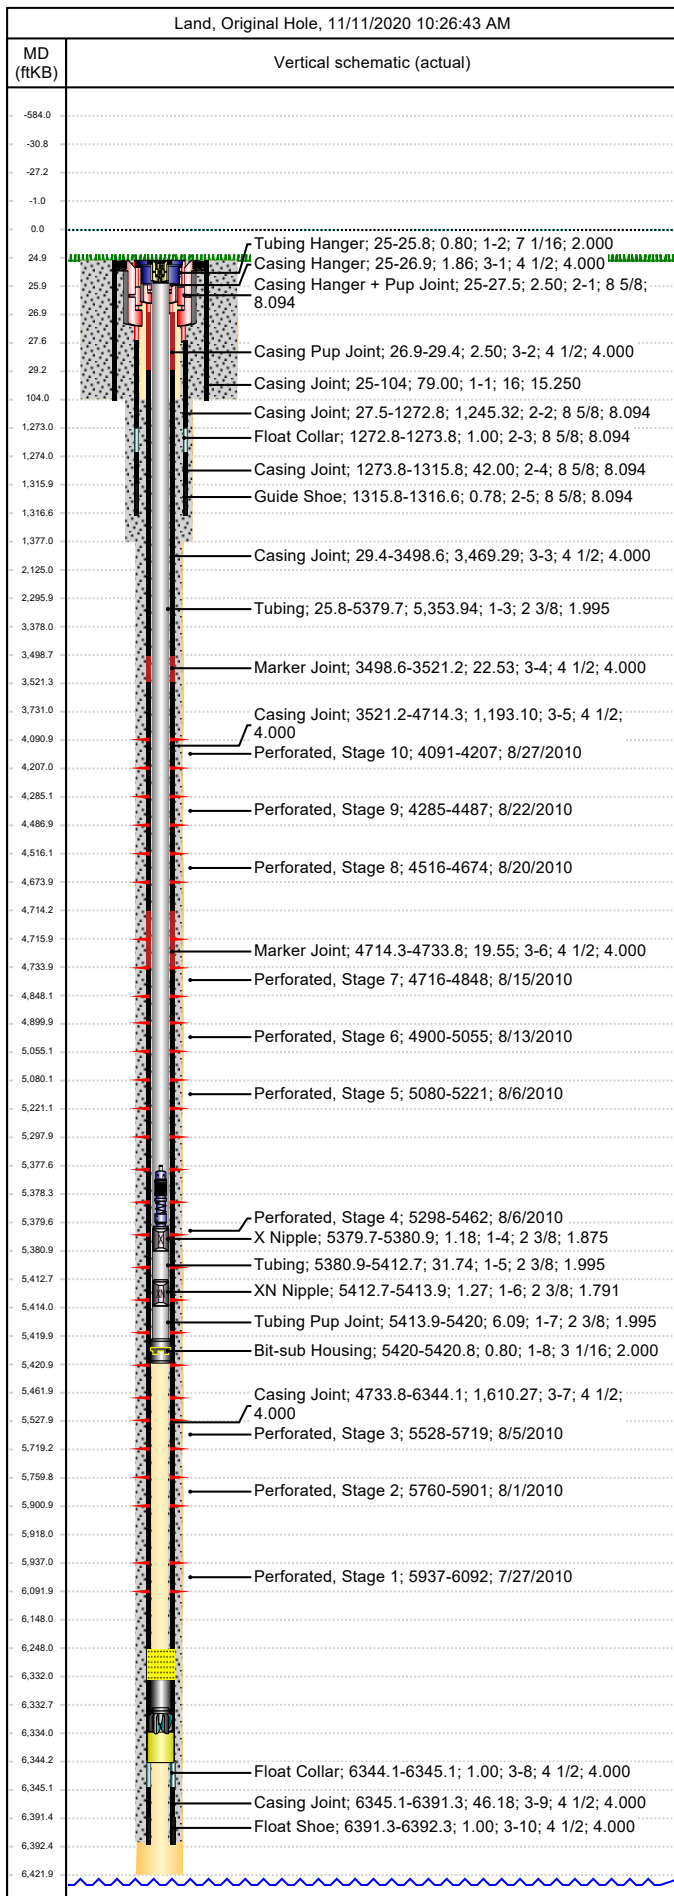 Land, Original Hole, 11/11/2020 10:26:43 AM
MD
(ftKB)
Vertical schematic (actual)
-584.0
-30.8
-27.2
-1.0
0.0
24.9
25.9
26.9
27.6
29.2
104.0
1,273.0
1,274.0
1,315.9
1,316.6
1,377.0
2,125.0
2,295.9
3,378.0
3,498.7
3,521.3
3,731.0
4,090.9
4,207.0
4,285.1
4,486.9
4,516.1
4,673.9
4,714.2
4,715.9
4,733.9
4,848.1
4,899.9
5,055.1
5,080.1
5,221.1
5,297.9
5,377.6
5,378.3
5,379.6
5,380.9
5,412.7
5,414.0
5,419.9
5,420.9
5,461.9
5,527.9
5,719.2
5,759.8
5,900.9
5,918.0
5,937.0
6,091.9
6,148.0
6,248.0
6,332.0
6,332.7
6,334.0
6,344.2
6,345.1
6,391.4
6,392.4
6,421.9
Tubing Hanger; 25-25.8; 0.80; 1-2; 7 1/16; 2.000
Casing Hanger; 25-26.9; 1.86; 3-1; 4 1/2; 4.000
Casing Hanger + Pup Joint; 25-27.5; 2.50; 2-1; 8 5/8;
8.094
Casing Pup Joint; 26.9-29.4; 2.50; 3-2; 4 1/2; 4.000
Casing Joint; 25-104; 79.00; 1-1; 16; 15.250
Casing Joint; 27.5-1272.8; 1,245.32; 2-2; 8 5/8; 8.094
Float Collar; 1272.8-1273.8; 1.00; 2-3; 8 5/8; 8.094
Casing Joint; 1273.8-1315.8; 42.00; 2-4; 8 5/8; 8.094
Guide Shoe; 1315.8-1316.6; 0.78; 2-5; 8 5/8; 8.094
Casing Joint; 29.4-3498.6; 3,469.29; 3-3; 4 1/2; 4.000
Tubing; 25.8-5379.7; 5,353.94; 1-3; 2 3/8; 1.995
Marker Joint; 3498.6-3521.2; 22.53; 3-4; 4 1/2; 4.000
Casing Joint; 3521.2-4714.3; 1,193.10; 3-5; 4 1/2;
4.000
Perforated, Stage 10; 4091-4207; 8/27/2010
Perforated, Stage 9; 4285-4487; 8/22/2010
Perforated, Stage 8; 4516-4674; 8/20/2010
Marker Joint; 4714.3-4733.8; 19.55; 3-6; 4 1/2; 4.000
Perforated, Stage 7; 4716-4848; 8/15/2010
Perforated, Stage 6; 4900-5055; 8/13/2010
Perforated, Stage 5; 5080-5221; 8/6/2010
Perforated, Stage 4; 5298-5462; 8/6/2010
X Nipple; 5379.7-5380.9; 1.18; 1-4; 2 3/8; 1.875
Tubing; 5380.9-5412.7; 31.74; 1-5; 2 3/8; 1.995
XN Nipple; 5412.7-5413.9; 1.27; 1-6; 2 3/8; 1.791
Tubing Pup Joint; 5413.9-5420; 6.09; 1-7; 2 3/8; 1.995
Bit-sub Housing; 5420-5420.8; 0.80; 1-8; 3 1/16; 2.000
Casing Joint; 4733.8-6344.1; 1,610.27; 3-7; 4 1/2;
4.000
Perforated, Stage 3; 5528-5719; 8/5/2010
Perforated, Stage 2; 5760-5901; 8/1/2010
Perforated, Stage 1; 5937-6092; 7/27/2010
Float Collar; 6344.1-6345.1; 1.00; 3-8; 4 1/2; 4.000
Casing Joint; 6345.1-6391.3; 46.18; 3-9; 4 1/2; 4.000
Float Shoe; 6391.3-6392.3; 1.00; 3-10; 4 1/2; 4.000
X
XN